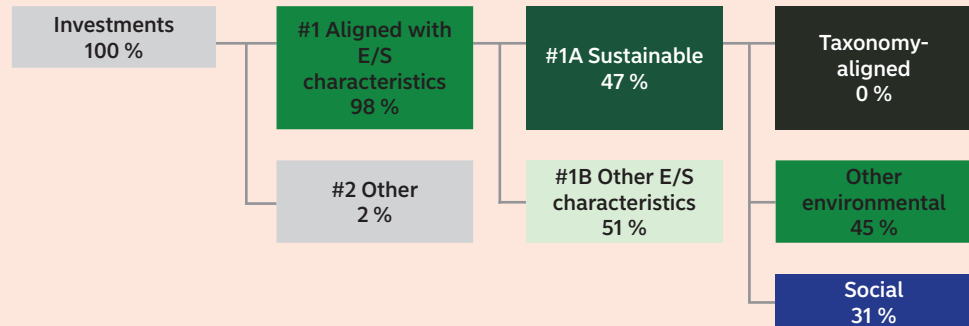 Investments
100 %
#1 Aligned with
E/S
characteristics
98 %
#2 Other
2 %
#1A Sustainable
47 %
#1B Other E/S
characteristics
51 %
Taxonomy-
aligned
0 %
Other
environmental
45 %
Social
31 %